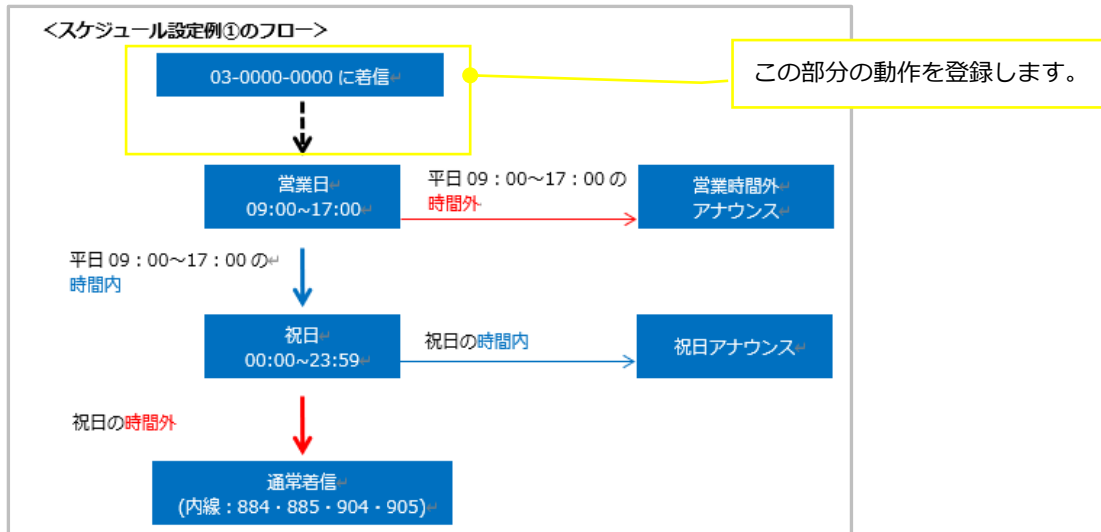 ＜スケジュール設定例①のフロー＞
03-0000-0000 に着信↵
この部分の動作を登録します。
営業日↵
09:00~17:00↵
平日 09：00～17：00 の
時間外
営業時間外↵
アナウンス↵
平日 09：00～17：00 の↵
時間内
祝日↵
00:00~23:59↵
祝日の時間内
祝日アナウンス↵
祝日の時間外
通常着信↵
(内線：884・885・904・905)↵